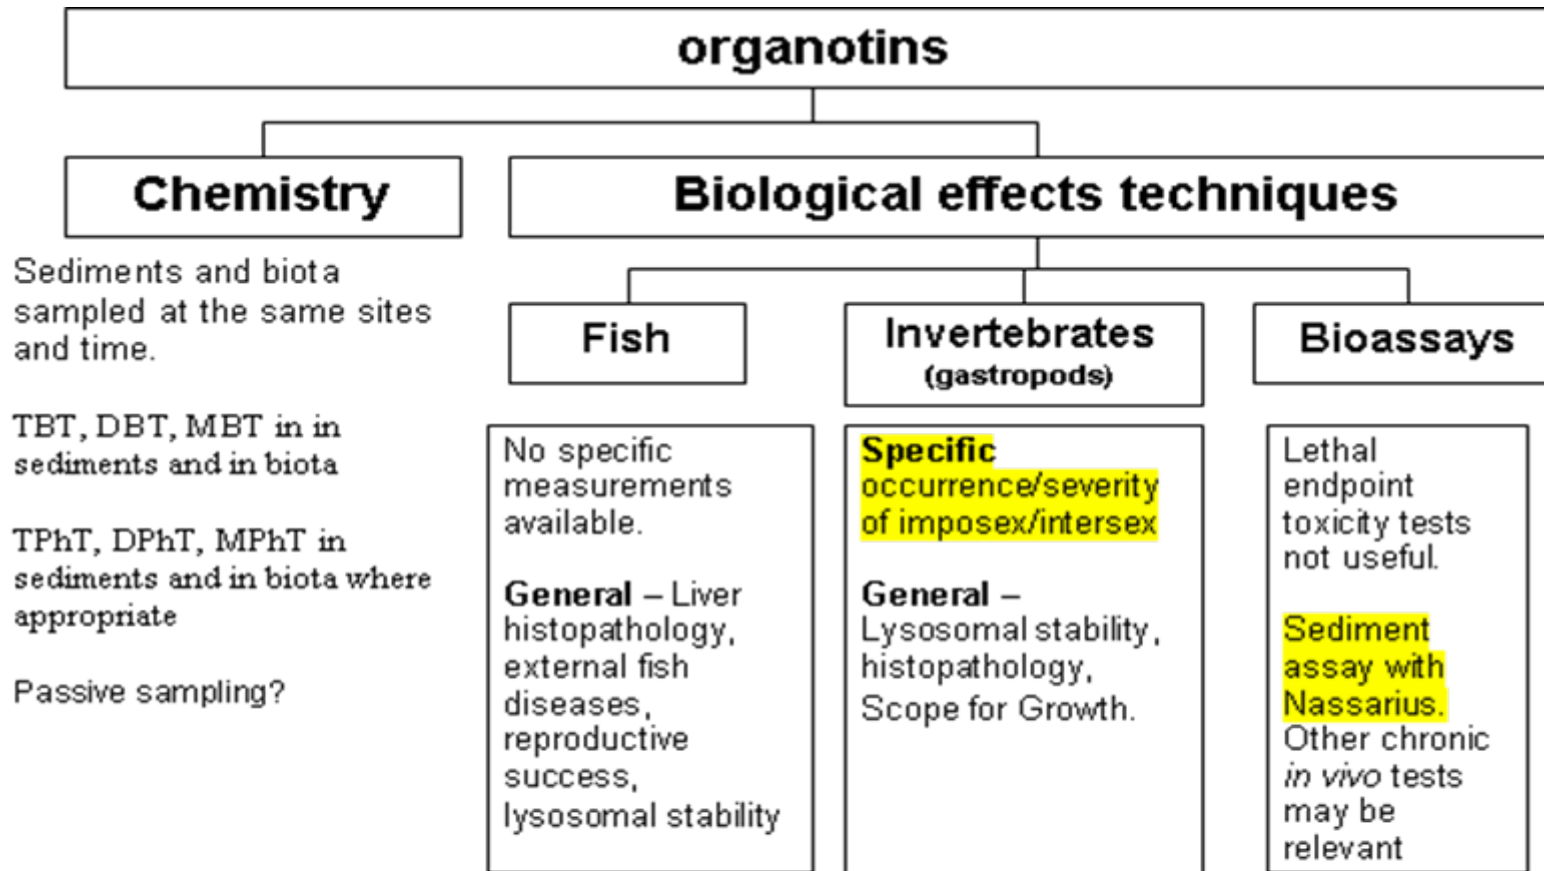 organotins
Chemistry
Biological effects techniques
Sediments and biota
sampled at the same sites
and time.
TBT, DBT, MBT in in
sediments and in biota
TPhT, DPhT, MPhT in
sediments and in biota where
appropriate
Passive sampling?
Fish
Invertebrates
(gastropods)
Bioassays
No specific
measurements
available.
General – Liver
histopathology,
external fish
diseases,
reproductive
success,
lysosomal stability
Specific
occurrence/severity
of imposex/intersex
General –
Lysosomal stability,
histopathology,
Scope for Growth.
Lethal
endpoint
toxicity tests
not useful.
Sediment
assay with
Nassarius.
Other chronic
in vivo tests
may be
relevant